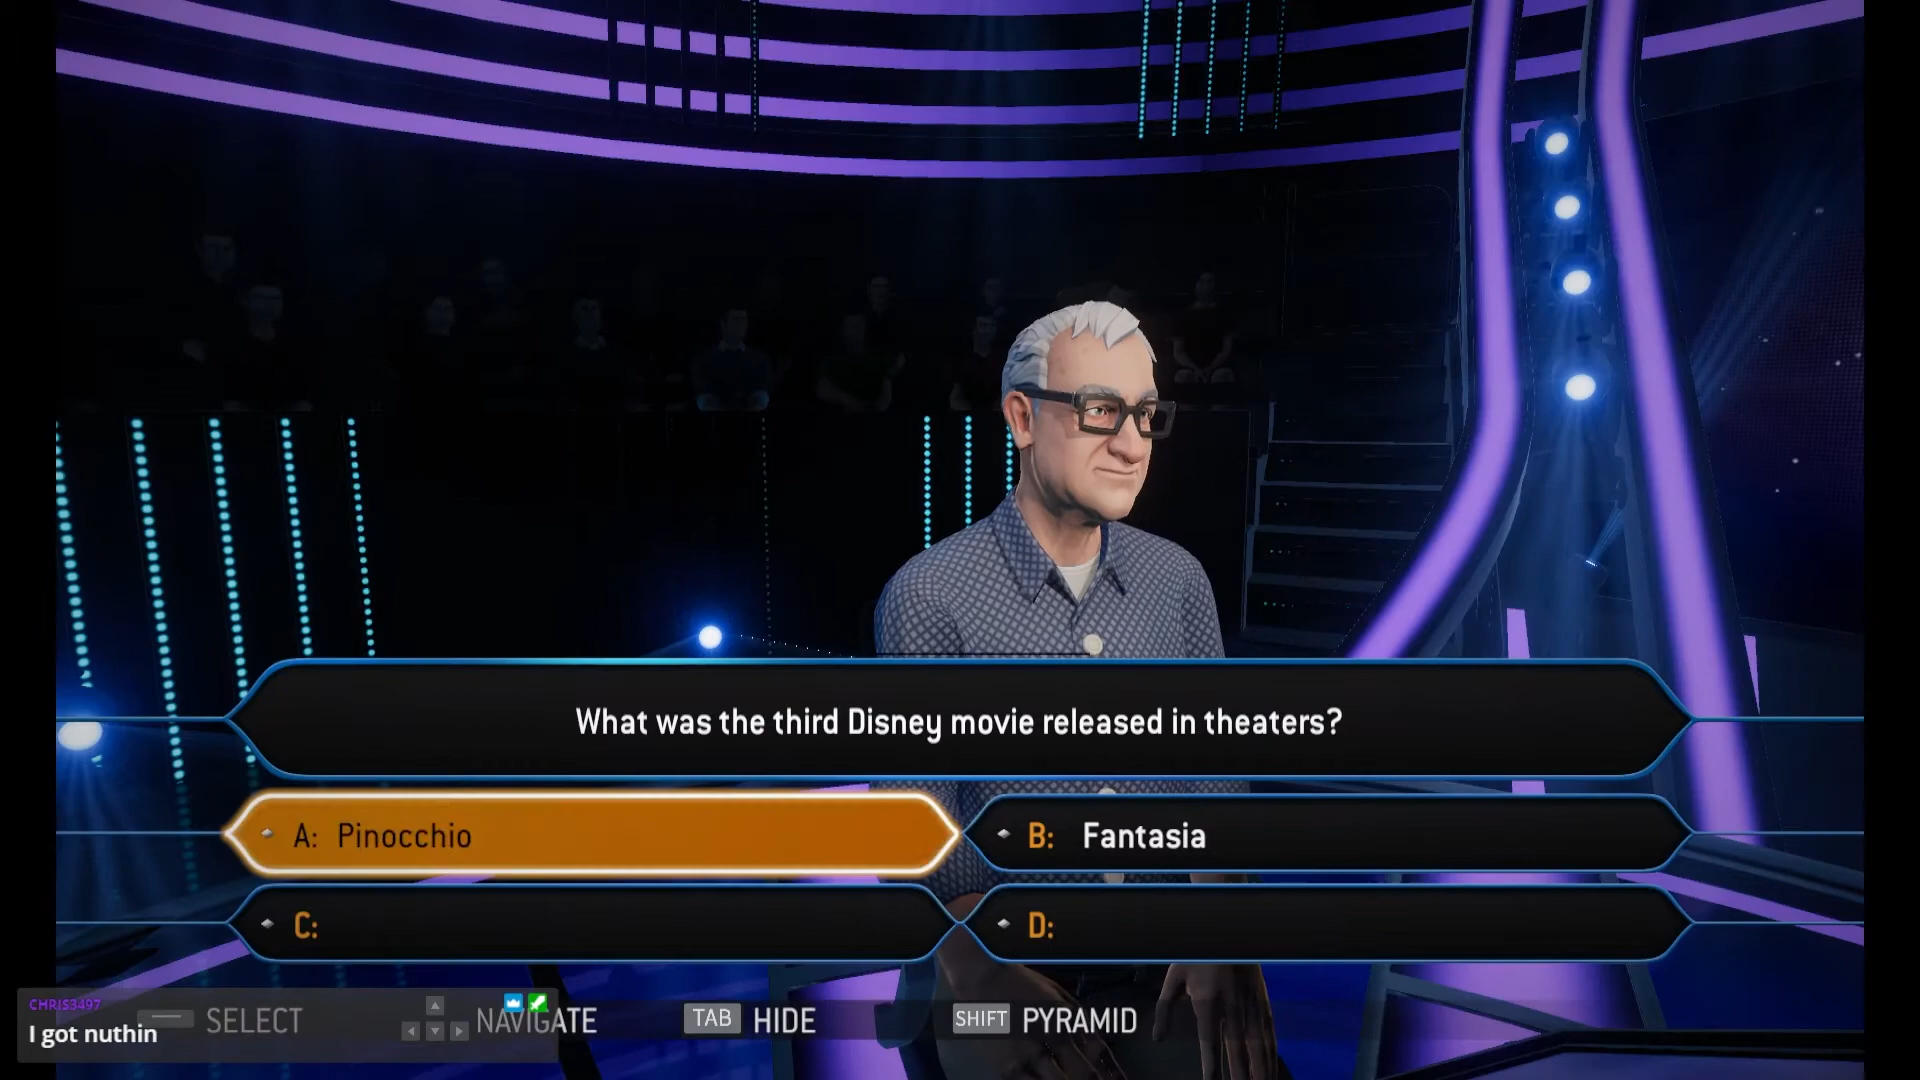 What was the third Disney movie released in theaters?
A: Pinocchio
B: Fantasia
C:
D:
CHRIS3497
I got nuthin
SELECT
NAVIGATE
TAB HIDE
SHIFT PYRAMID